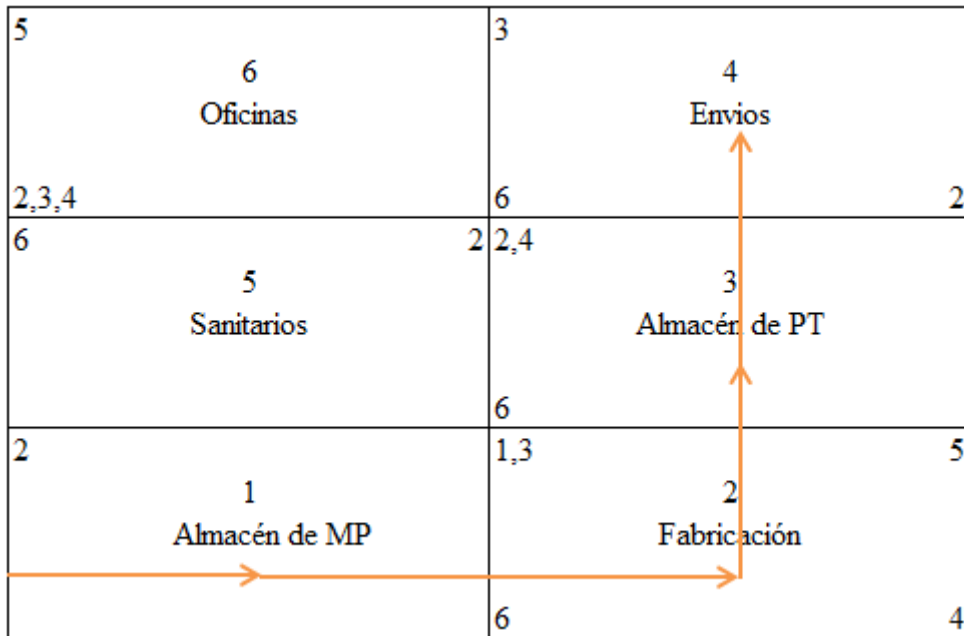 5
6
Oficinas
2,3,4
3
4
Envios
6 2
6 2
5
Sanitarios
2,4
3
Almacén de PT
6
2
1
Almacén de MP
1,3 5
2
Fabricación
6 4